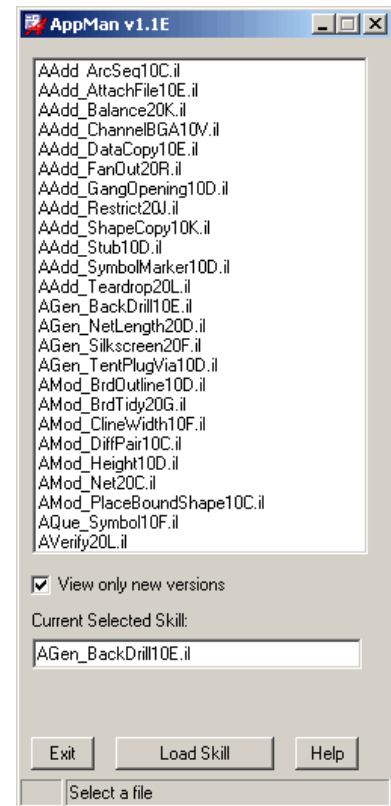 AppMan v1.1E
AAdd_ArcSeq10C.il
AAdd_AttachFile10E.il
AAdd_Balance20K.il
AAdd_ChannelBGA10V.il
AAdd_DataCopy10E.il
AAdd_FanOut20R.il
AAdd_GangOpening10D.il
AAdd_Restrict20J.il
AAdd_ShapeCopy10K.il
AAdd_Stub10D.il
AAdd_SymbolMarker10D.il
AAdd_Teardrop20L.il
AGen_BackDrill10E.il
AGen_NetLength20D.il
AGen_Silkscreen20F.il
AGen_TentPlugVia10D.il
AMod_BrdOutline10D.il
AMod_BrdTidy20G.il
AMod_ClineWidth10F.il
AMod_DiffPair10C.il
AMod_Height10D.il
AMod_Net20C.il
AMod_PlaceBoundShape10C.il
AQue_Symbol10F.il
AVerify20L.il
View only new versions
Current Selected Skill:
AGen_BackDrill10E.il
Exit Load Skill Help
Select a file